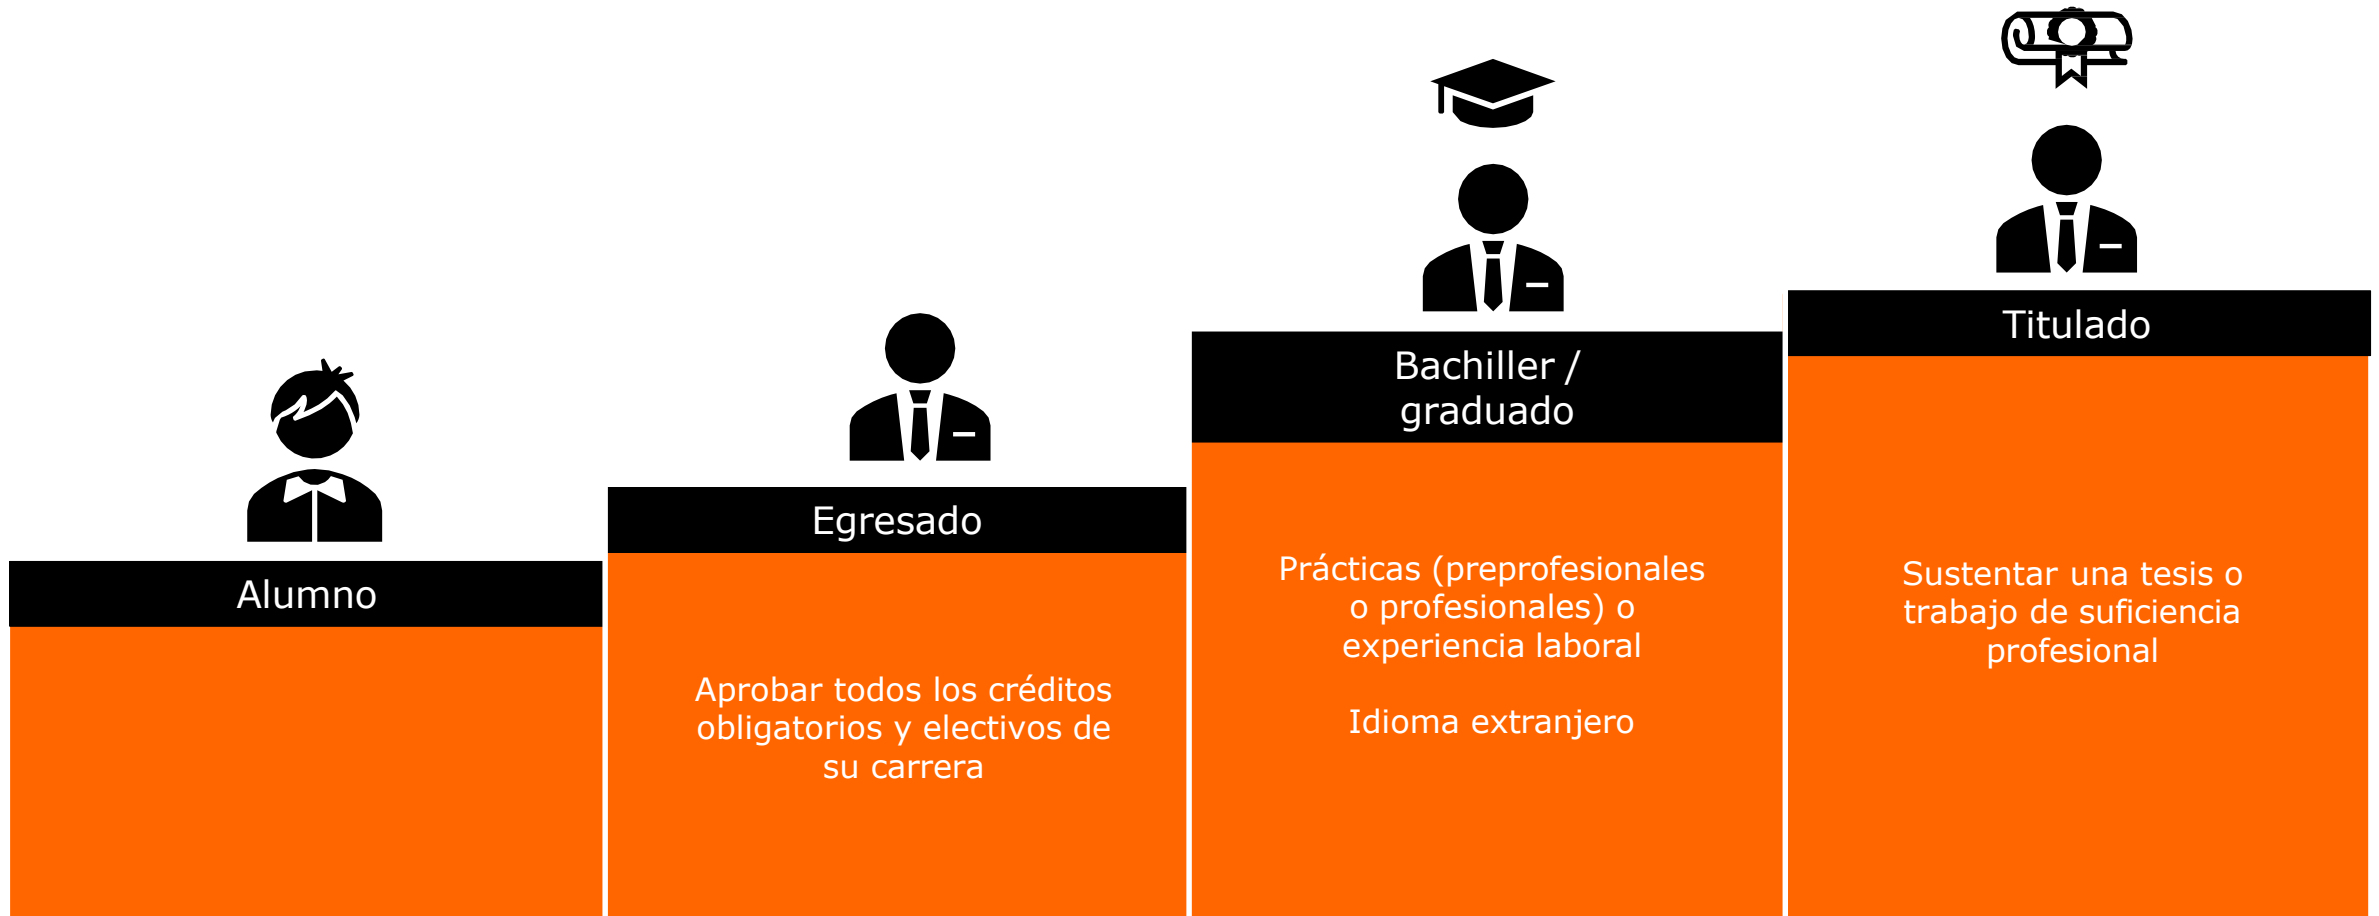 Alumno
Egresado
Aprobar todos los créditos
obligatorios y electivos de
su carrera
Bachiller /
graduado
Prácticas (preprofesionales
o profesionales) o
experiencia laboral
Idioma extranjero
Titulado
Sustentar una tesis o
trabajo de suficiencia
profesional